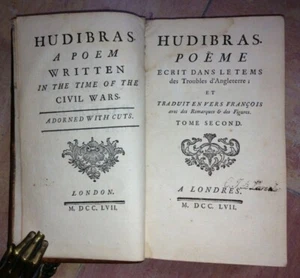 HUDIBRAS.
A POEM
WRITTEN
IN THE TIME OF THE
CIVIL WARS.
ADORNED WITH CUTS.
LONDON.
M. DCC. LVII.
HUDIBRAS.
POËME
ECRIT DANS LE TEMS
des Troubles d'Angleterre;
ET
TRADUIT EN VERS FRANÇOIS
avec des Remarques & des Figures.
TOME SECOND.
A LONDRES.
M. DCC. LVII.